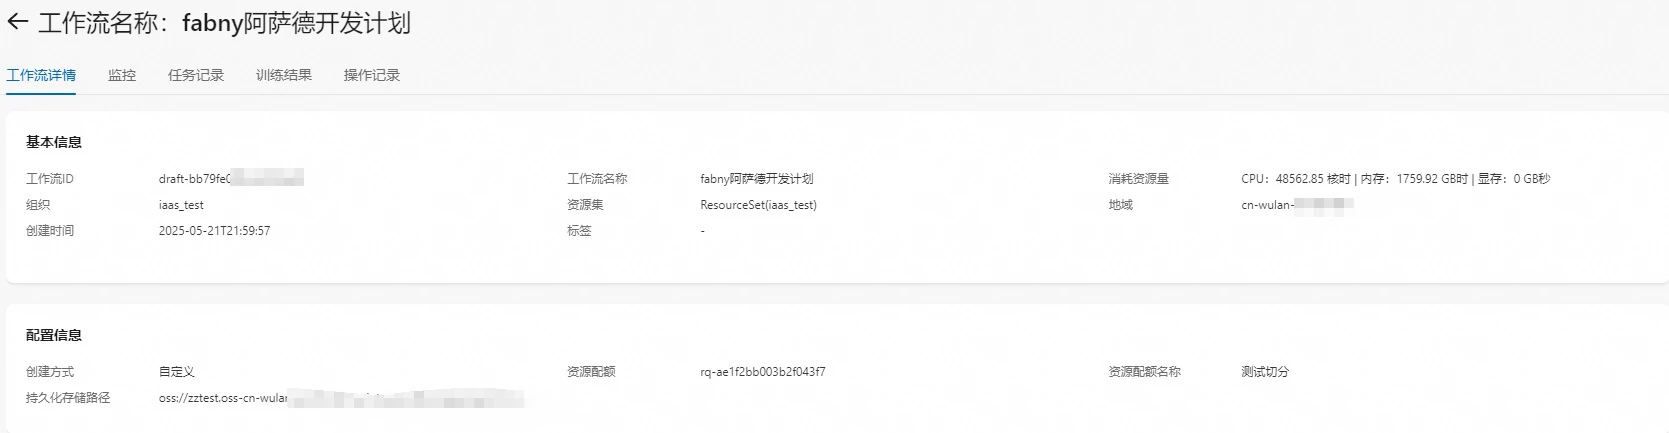 工作流名称：fabny阿萨德开发计划
工作流详情 监控 任务记录 训练结果 操作记录
基本信息
工作流ID draft-bb79fe 工作流名称 fabny阿萨德开发计划 消耗资源量 CPU：48562.85 核时 | 内存：1759.92 GB时 | 显存：0 GB秒
组织 iaas_test 资源集 ResourceSet(iaas_test) 地域 cn-wulan-
创建时间 2025-05-21T21:59:57 标签 -
配置信息
创建方式 自定义 资源配额 rq-ae1f2bb003b2f043f7 资源配额名称 测试切分
持久化存储路径 oss://zztest.oss-cn-wulan